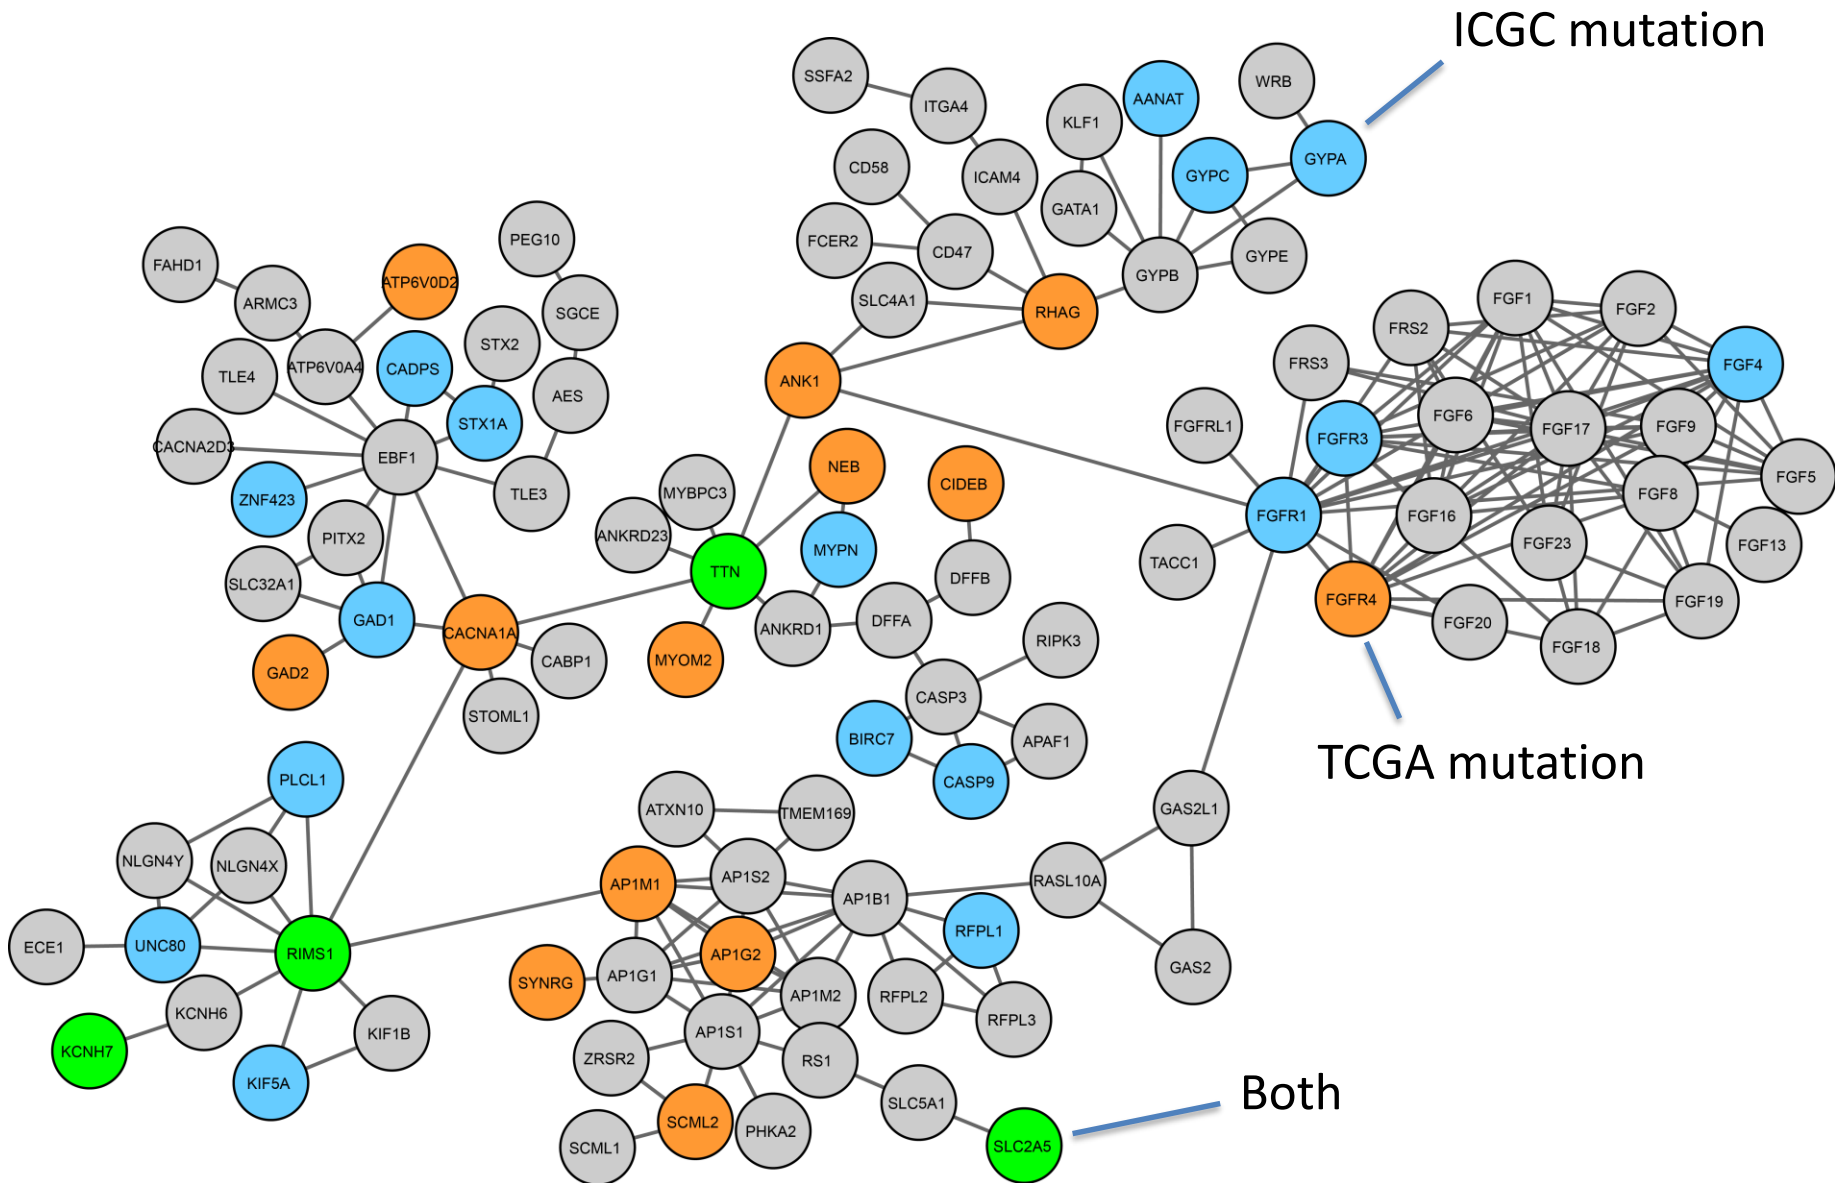 ICGC mutation
SSFA2
WRB
ITGA4
AANAT
KLF1
GYPA
CD58
ICAM4
GYPC
GATA1
PEG10
FCER2
CD47
GYPE
FAHD1
GYPB
ATP6V0D2
ARMC3
SLC4A1
FGF1
FGF2
SGCE
RHAG
FRS2
STX2
FRS3
FGF4
ATP6V0A4
CADPS
TLE4
ANK1
AES
FGFRL1
FGF6
FGF17
FGF9
STX1A
FGFR3
CACNA2D3
EBF1
NEB
FGF5
CIDEB
MYBPC3
TLE3
FGF8
ZNF423
FGFR1
FGF16
ANKRD23
PITX2
MYPN
FGF23
FGF13
TACC1
TTN
DFFB
SLC32A1
FGFR4
FGF19
GAD1
DFFA
FGF20
ANKRD1
CACNA1A
RIPK3
FGF18
CABP1
MYOM2
GAD2
CASP3
STOML1
BIRC7
APAF1
TCGA mutation
PLCL1
CASP9
ATXN10
TMEM169
GAS2L1
NLGN4Y
NLGN4X
AP1S2
AP1M1
RASL10A
AP1B1
RFPL1
ECE1
UNC80
RIMS1
AP1G2
GAS2
AP1G1
SYNRG
AP1M2
RFPL2
KCNH6
RFPL3
KIF1B
AP1S1
KCNH7
ZRSR2
RS1
KIF5A
Both
SLC5A1
SCML2
PHKA2
SCML1
SLC2A5